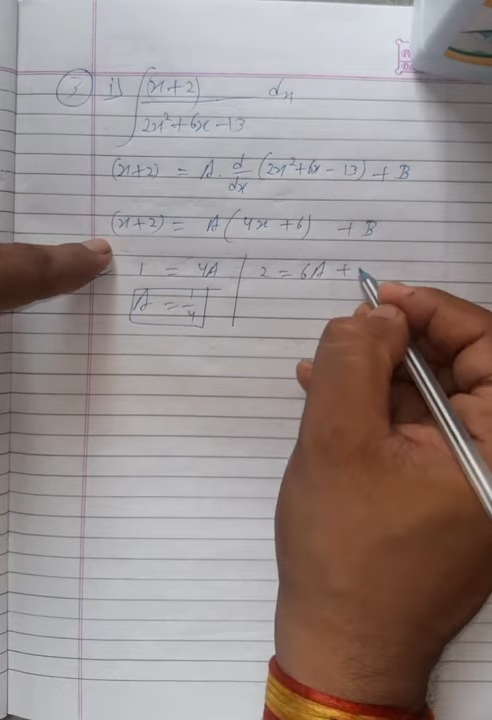 3 i) ∫ (x+2) / 2x²+6x-13 dx
(x+2) = A. d/dx (2x²+6x-13) + B
(x+2) = A(4x+6) + B
1 = 4A | 2 = 6A +
A = 1/4